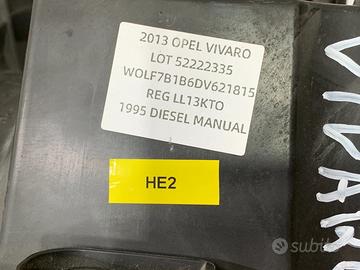 2013 OPEL VIVARO
LOT 52222335
WOLF7B1B6DV621815
REG LL13KTO
1995 DIESEL MANUAL
HE2
VIVARO
subito